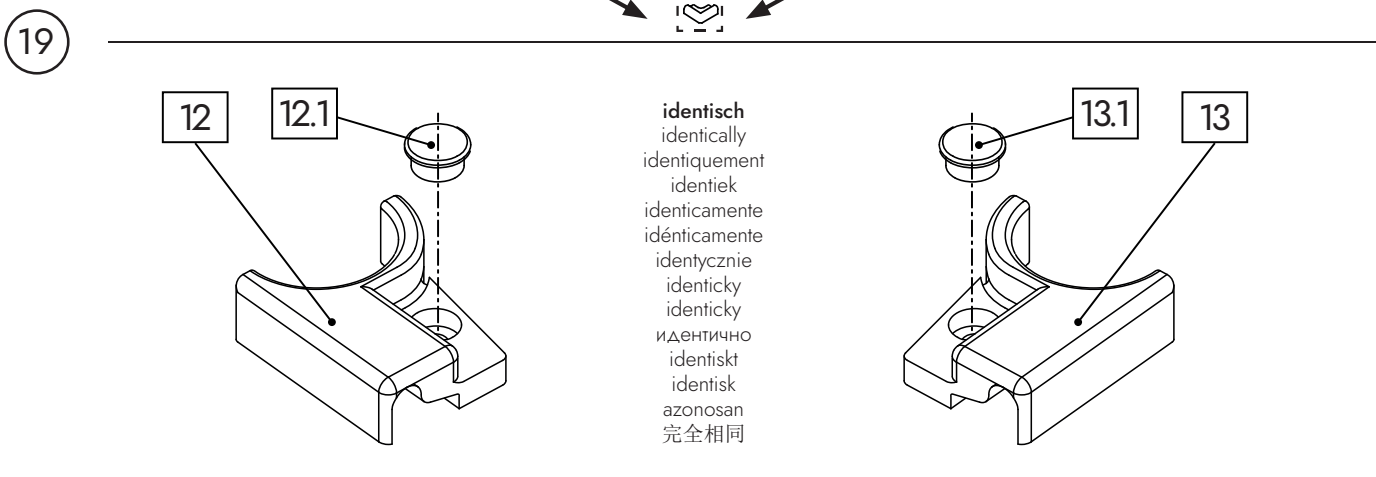 19
12
12.1
identisch
identically
identiquement
identiek
identicamente
idénticamente
identycznie
identicky
identicky
идентично
identiskt
identisk
azonosan
完全相同
13.1
13